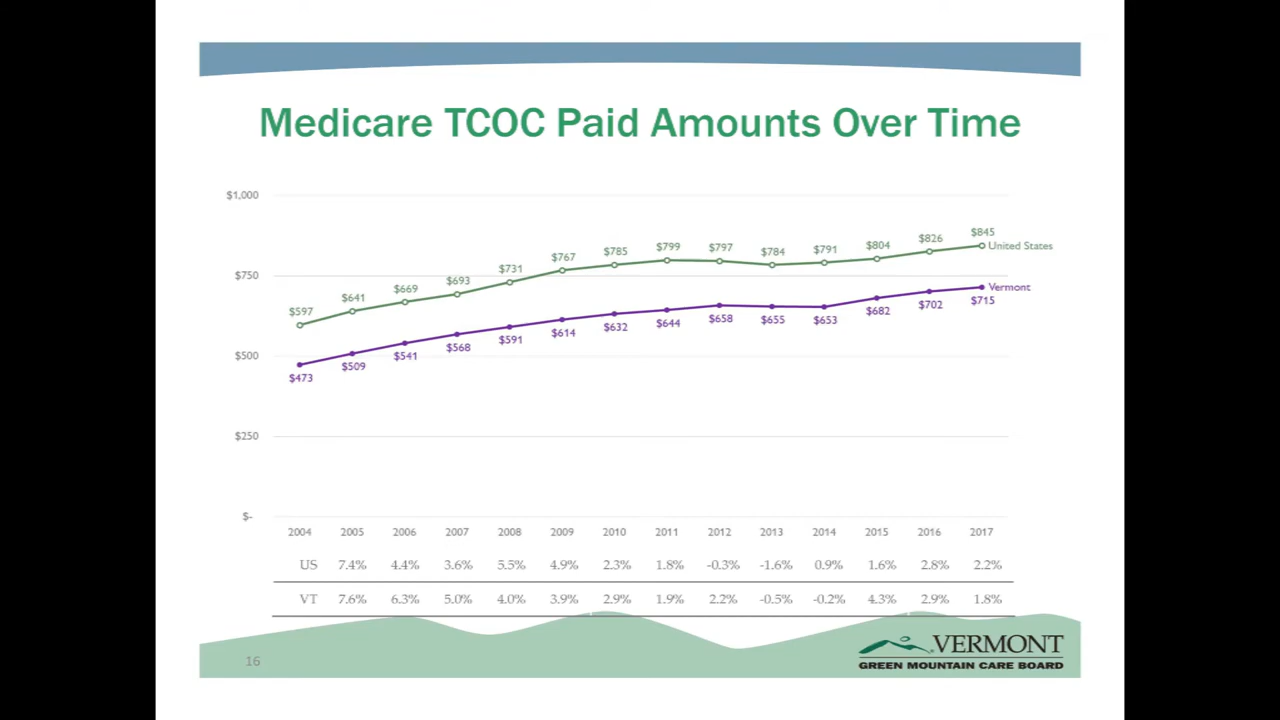 Medicare TCOC Paid Amounts Over Time
$1,000
$750
$500
$250
$-
$597 $641 $669 $693 $731 $767 $785 $799 $797 $784 $791 $804 $826 $845
United States
Vermont
$473 $509 $541 $568 $591 $614 $632 $644 $658 $655 $653 $682 $702 $715
2004 2005 2006 2007 2008 2009 2010 2011 2012 2013 2014 2015 2016 2017
US 7.4% 4.4% 3.6% 5.5% 4.9% 2.3% 1.8% -0.3% -1.6% 0.9% 1.6% 2.8% 2.2%
VT 7.6% 6.3% 5.0% 4.0% 3.9% 2.9% 1.9% 2.2% -0.5% -0.2% 4.3% 2.9% 1.8%
16
VERMONT
GREEN MOUNTAIN CARE BOARD